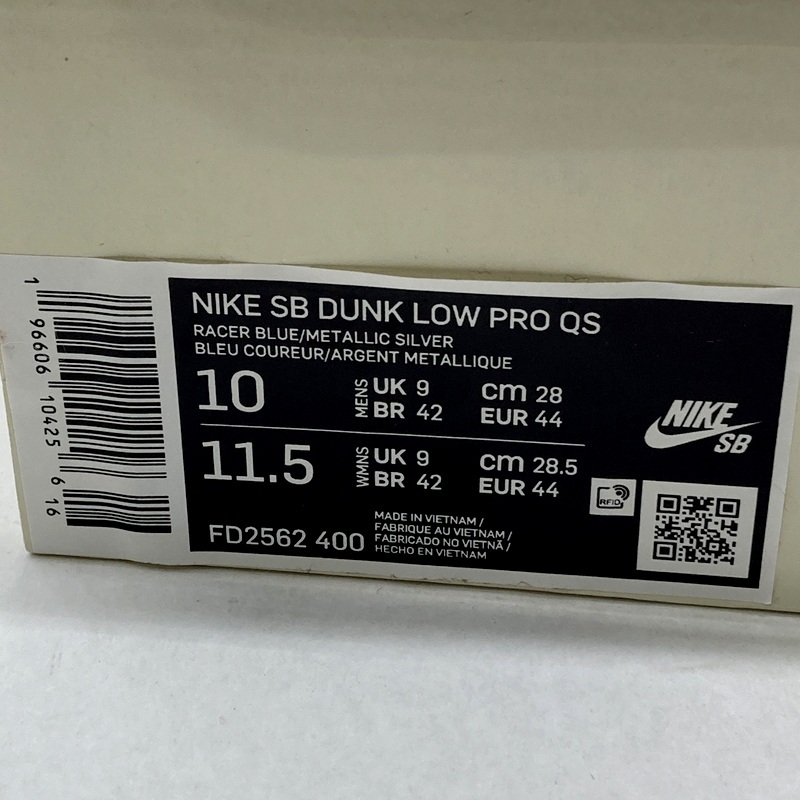 1 96606 10425 6 16
NIKE SB DUNK LOW PRO QS
RACER BLUE/METALLIC SILVER
BLEU COUREUR/ARGENT METALLIQUE
10 MENS UK 9 cm 28
BR 42 EUR 44
11.5 WMNS UK 9 cm 28.5
BR 42 EUR 44
NIKE
SB
RFID
FD2562 400
MADE IN VIETNAM /
FABRIQUE AU VIETNAM /
FABRICADO NO VIETNÃ /
HECHO EN VIETNAM